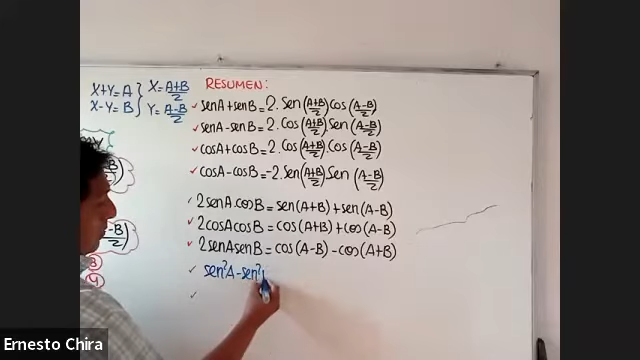 X+Y=A } X=A+B/2
X-Y=B } Y=A-B/2
RESUMEN:
✓ senA+senB=2.Sen(A+B/2)Cos(A-B/2)
✓ senA-senB=2.Cos(A+B/2).Sen(A-B/2)
✓ cosA+cosB=2.Cos(A+B/2).Cos(A-B/2)
✓ cosA-cosB=-2.Sen(A+B/2).Sen(A-B/2)
✓ 2senA.cosB=sen(A+B)+sen(A-B)
✓ 2cosAcosB=cos(A+B)+cos(A-B)
✓ 2senAsenB=cos(A-B)-cos(A+B)
✓ sen²A-sen²
✓
Ernesto Chira